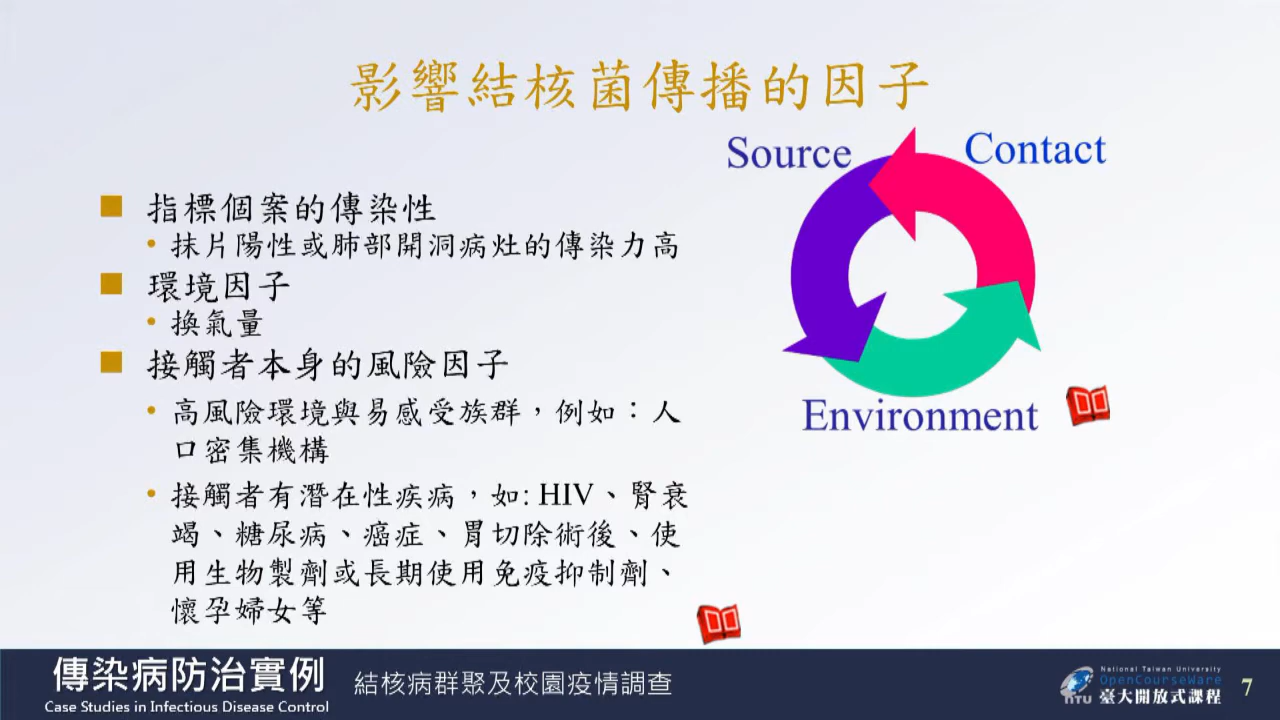 影響結核菌傳播的因子
Source
Contact
Environment
指標個案的傳染性
抹片陽性或肺部開洞病灶的傳染力高
環境因子
換氣量
接觸者本身的風險因子
高風險環境與易感受族群,例如:人
口密集機構
接觸者有潛在性疾病,如: HIV、腎衰
竭、糖尿病、癌症、胃切除術後、使
用生物製劑或長期使用免疫抑制劑、
懷孕婦女等
傳染病防治實例
Case Studies in Infectious Disease Control
結核病群聚及校園疫情調查
NTU
National Taiwan University
OpenCourseWare
臺大開放式課程
7